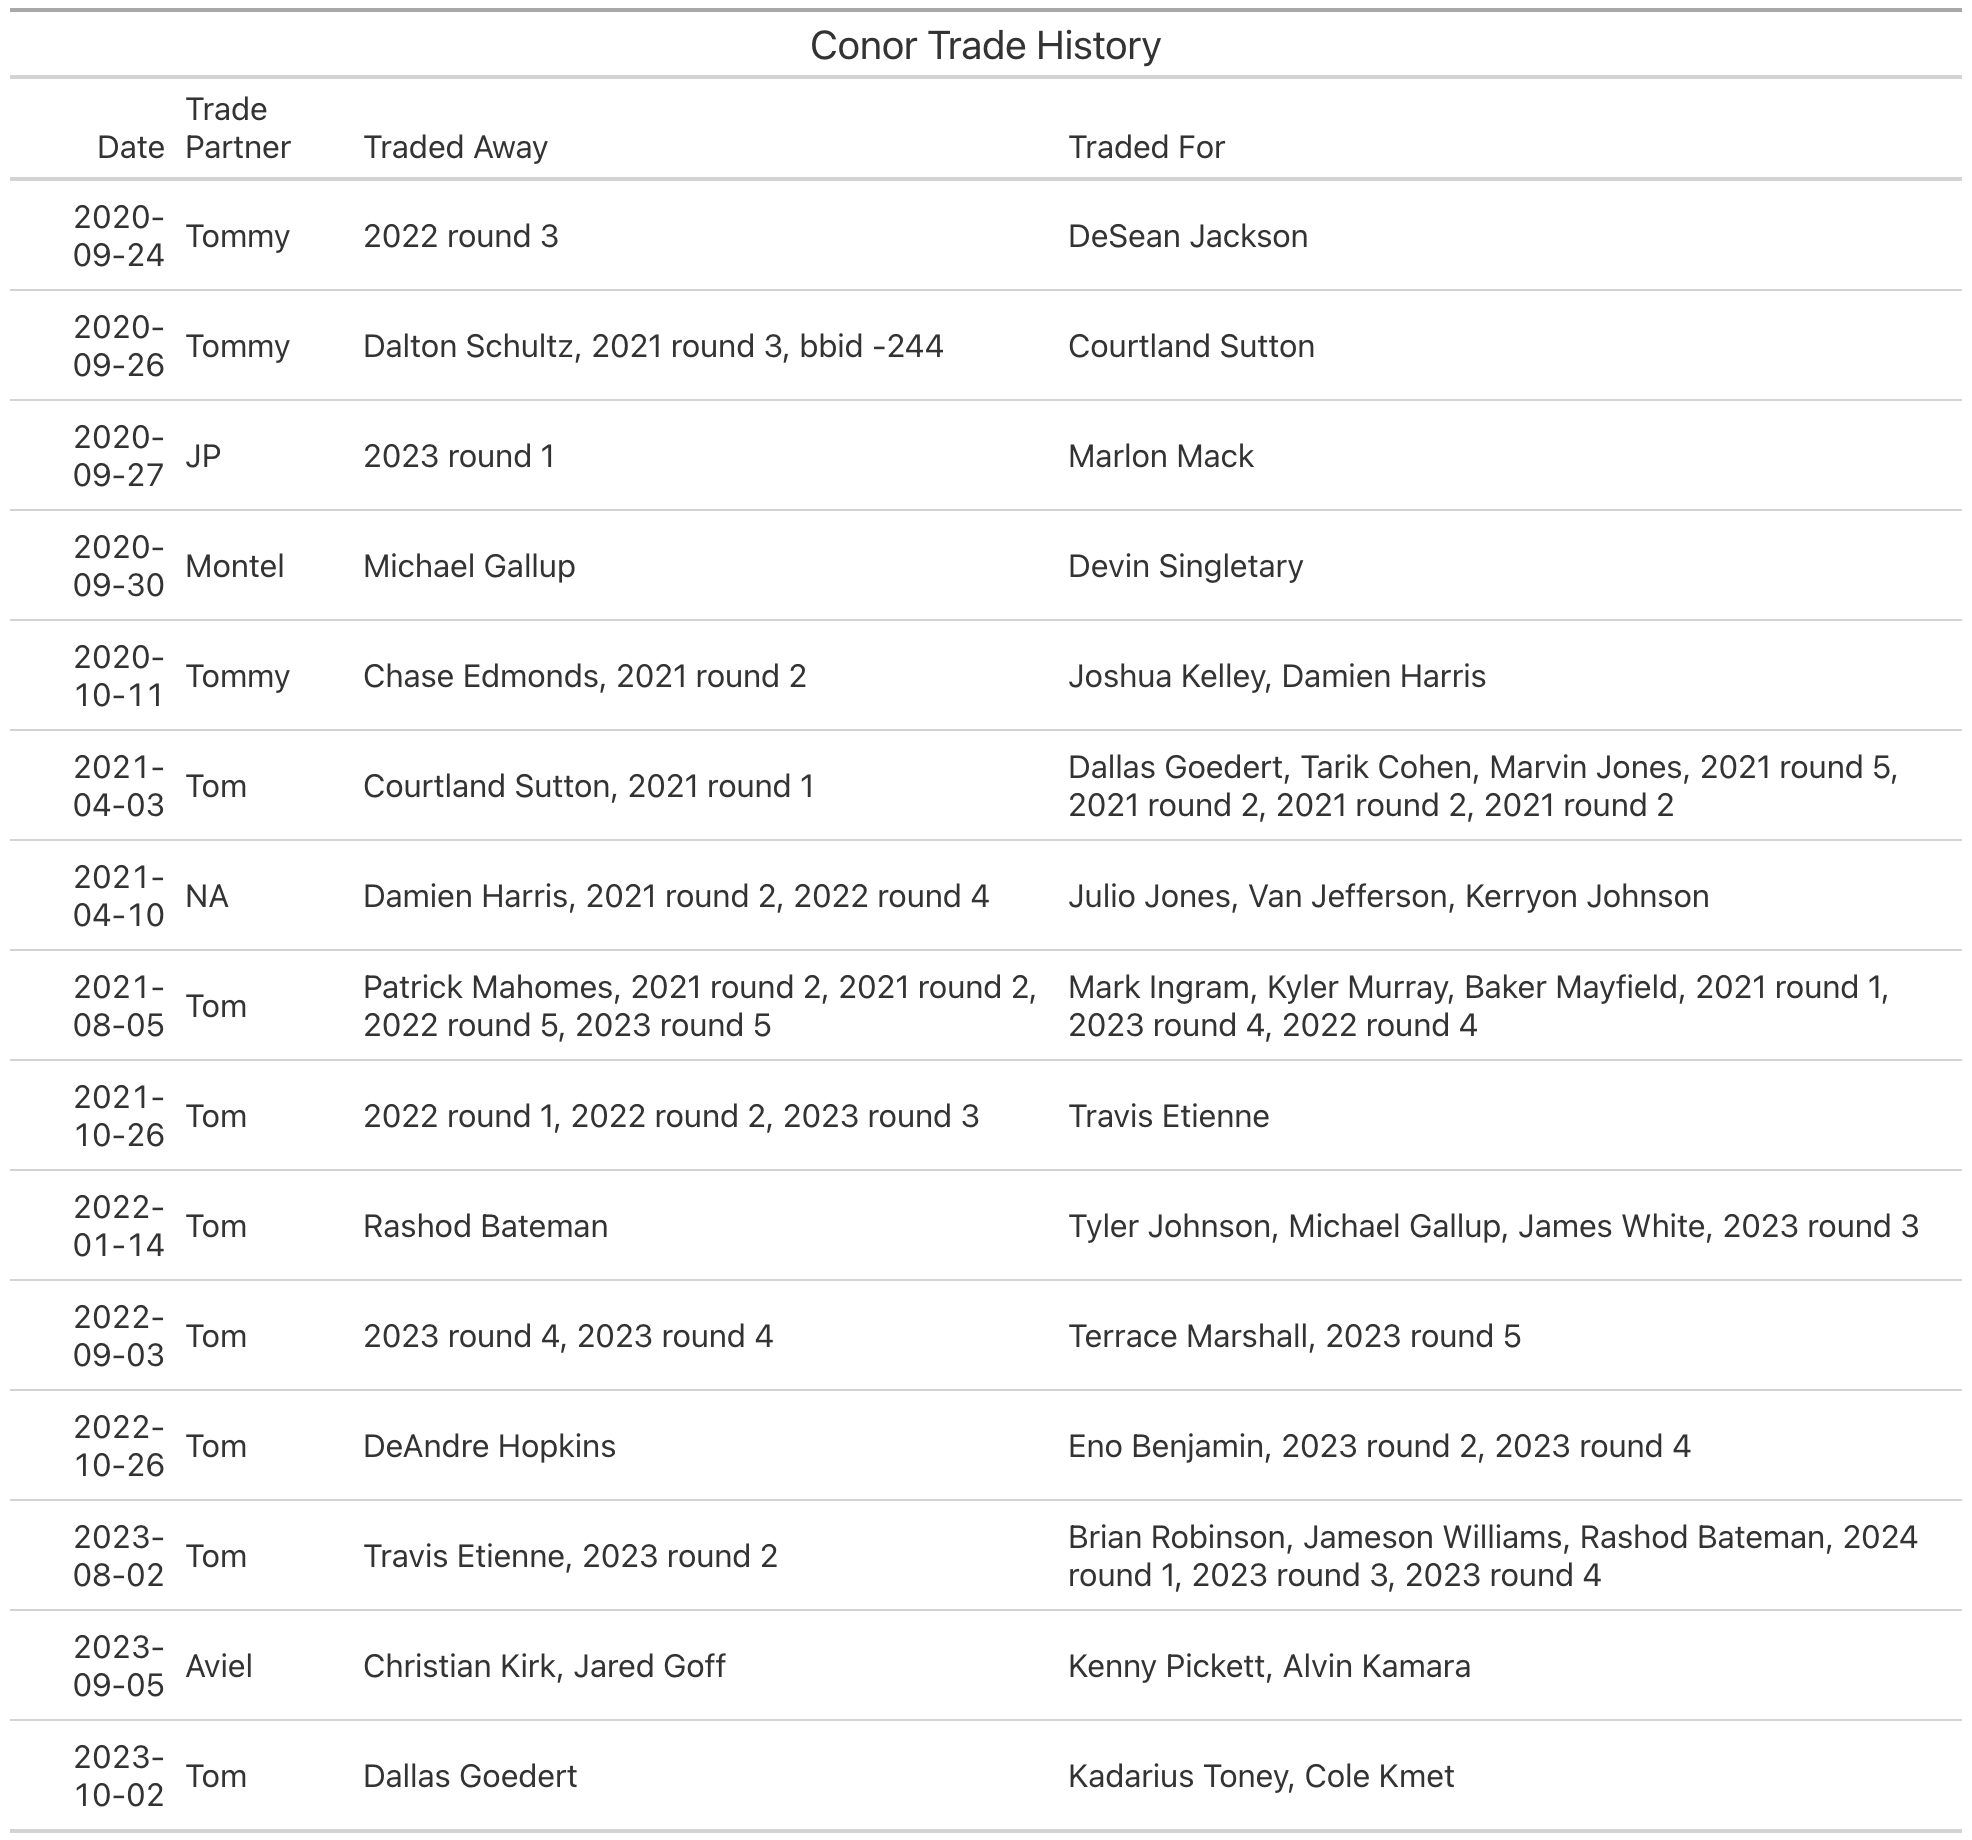 Conor Trade History
Date Trade Partner Traded Away Traded For
2020-09-24 Tommy 2022 round 3 DeSean Jackson
2020-09-26 Tommy Dalton Schultz, 2021 round 3, bbid -244 Courtland Sutton
2020-09-27 JP 2023 round 1 Marlon Mack
2020-09-30 Montel Michael Gallup Devin Singletary
2020-10-11 Tommy Chase Edmonds, 2021 round 2 Joshua Kelley, Damien Harris
2021-04-03 Tom Courtland Sutton, 2021 round 1 Dallas Goedert, Tarik Cohen, Marvin Jones, 2021 round 5, 2021 round 2, 2021 round 2, 2021 round 2
2021-04-10 NA Damien Harris, 2021 round 2, 2022 round 4 Julio Jones, Van Jefferson, Kerryon Johnson
2021-08-05 Tom Patrick Mahomes, 2021 round 2, 2021 round 2, 2022 round 5, 2023 round 5 Mark Ingram, Kyler Murray, Baker Mayfield, 2021 round 1, 2023 round 4, 2022 round 4
2021-10-26 Tom 2022 round 1, 2022 round 2, 2023 round 3 Travis Etienne
2022-01-14 Tom Rashod Bateman Tyler Johnson, Michael Gallup, James White, 2023 round 3
2022-09-03 Tom 2023 round 4, 2023 round 4 Terrace Marshall, 2023 round 5
2022-10-26 Tom DeAndre Hopkins Eno Benjamin, 2023 round 2, 2023 round 4
2023-08-02 Tom Travis Etienne, 2023 round 2 Brian Robinson, Jameson Williams, Rashod Bateman, 2024 round 1, 2023 round 3, 2023 round 4
2023-09-05 Aviel Christian Kirk, Jared Goff Kenny Pickett, Alvin Kamara
2023-10-02 Tom Dallas Goedert Kadarius Toney, Cole Kmet